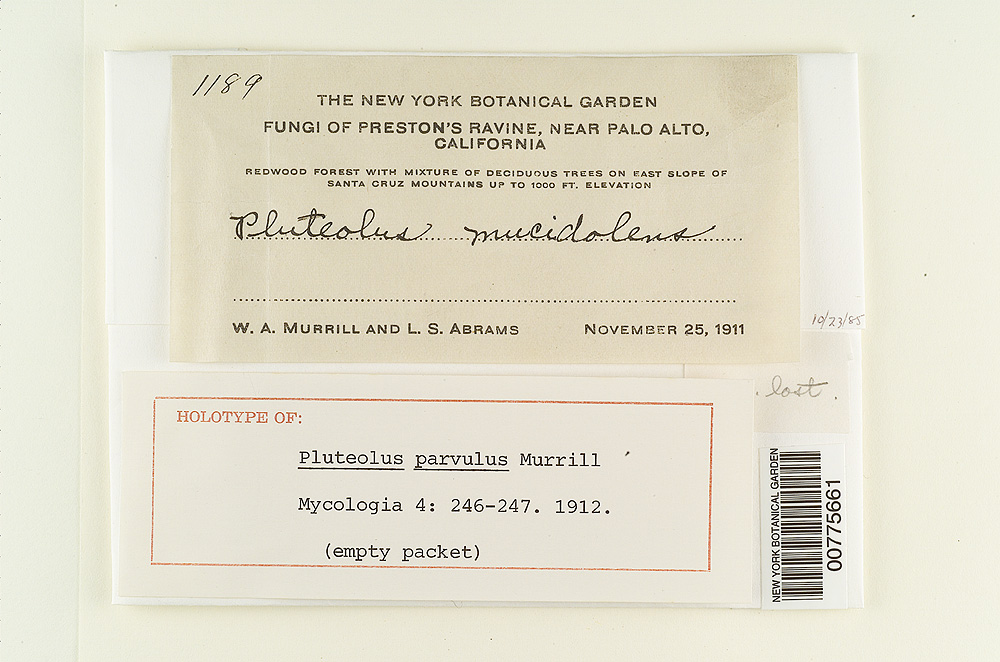 1189
THE NEW YORK BOTANICAL GARDEN
FUNGI OF PRESTON'S RAVINE, NEAR PALO ALTO,
CALIFORNIA
REDWOOD FOREST WITH MIXTURE OF DECIDUOUS TREES ON EAST SLOPE OF
SANTA CRUZ MOUNTAINS UP TO 1000 FT. ELEVATION
Pluteolus mucidolens
W. A. MURRILL AND L. S. ABRAMS NOVEMBER 25, 1911
10/23/85
lost.
HOLOTYPE OF:
Pluteolus parvulus Murrill
Mycologia 4: 246-247. 1912.
(empty packet)
NEW YORK BOTANICAL GARDEN
00775661